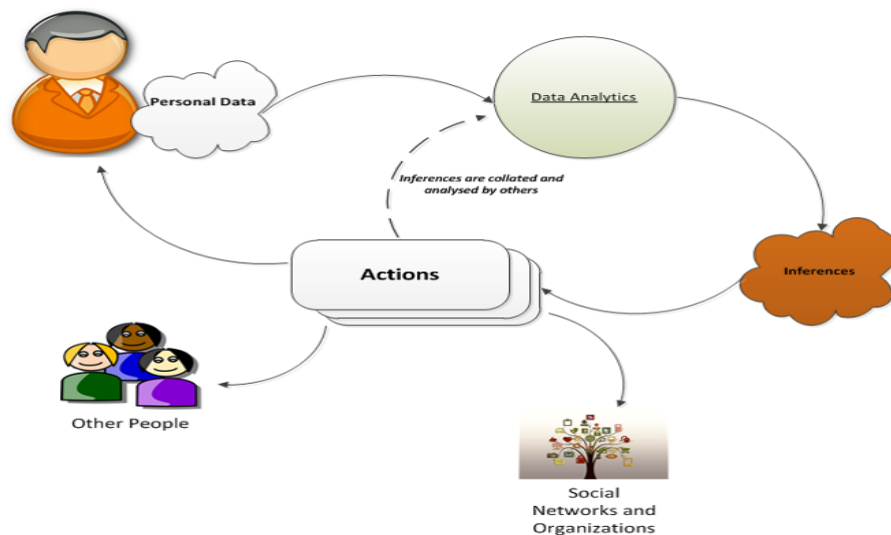 Personal Data
Data Analytics
Inferences are collated and
analysed by others
Actions
Inferences
Other People
Social
Networks and
Organizations